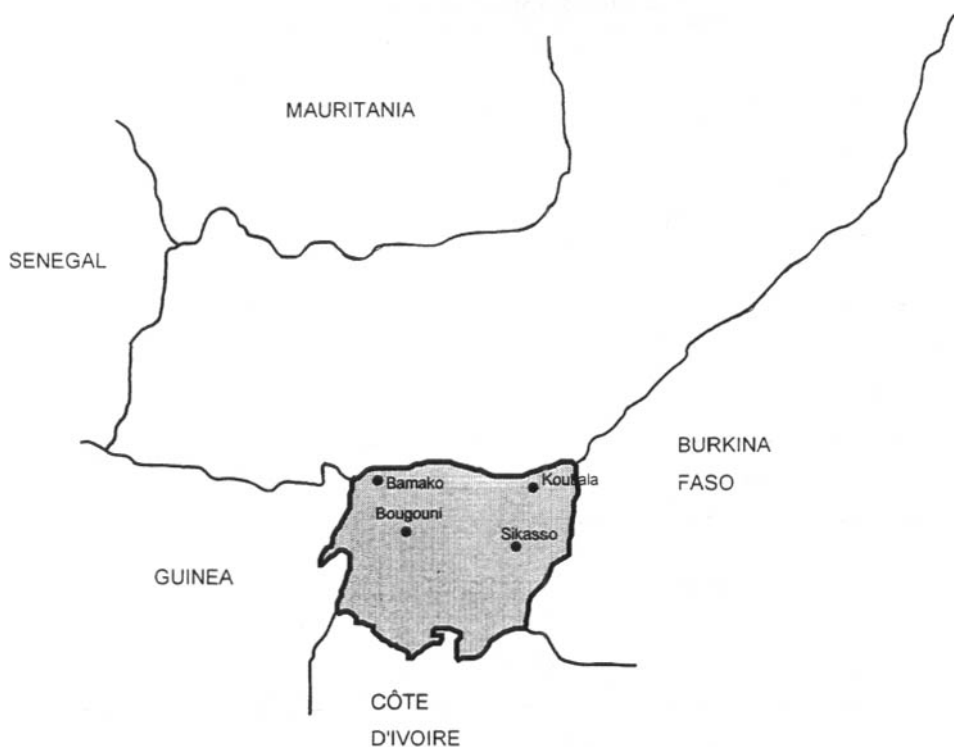 MAURITANIA
SENEGAL
BURKINA
FASO
Bamako
Koutiala
Bougouni
Sikasso
GUINEA
CÔTE
D'IVOIRE